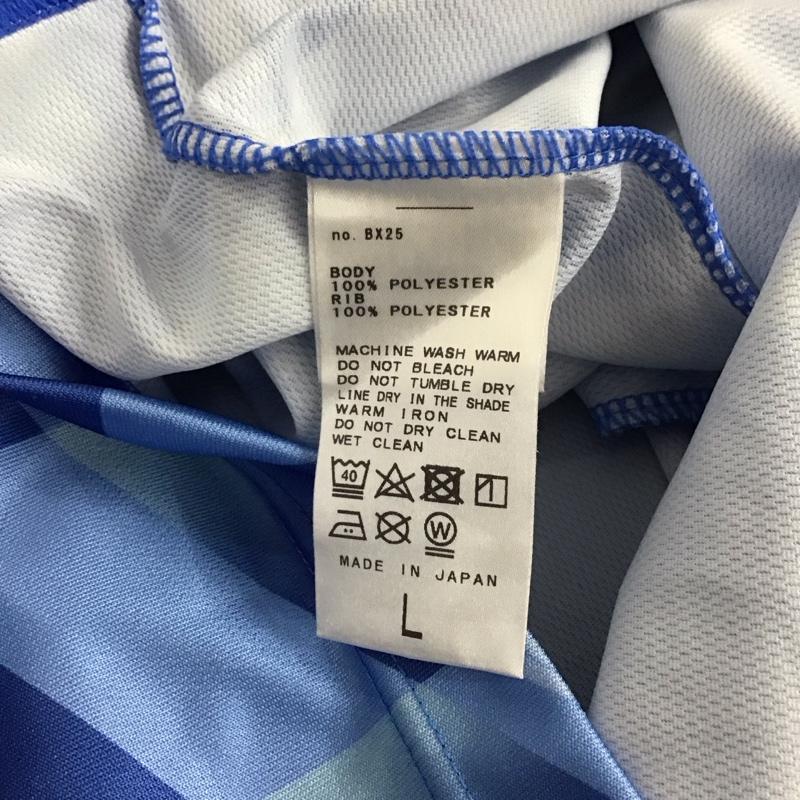 no. BX25
BODY
100% POLYESTER
RIB
100% POLYESTER
MACHINE WASH WARM
DO NOT BLEACH
DO NOT TUMBLE DRY
LINE DRY IN THE SHADE
WARM IRON
DO NOT DRY CLEAN
WET CLEAN
40
W
MADE IN JAPAN
L